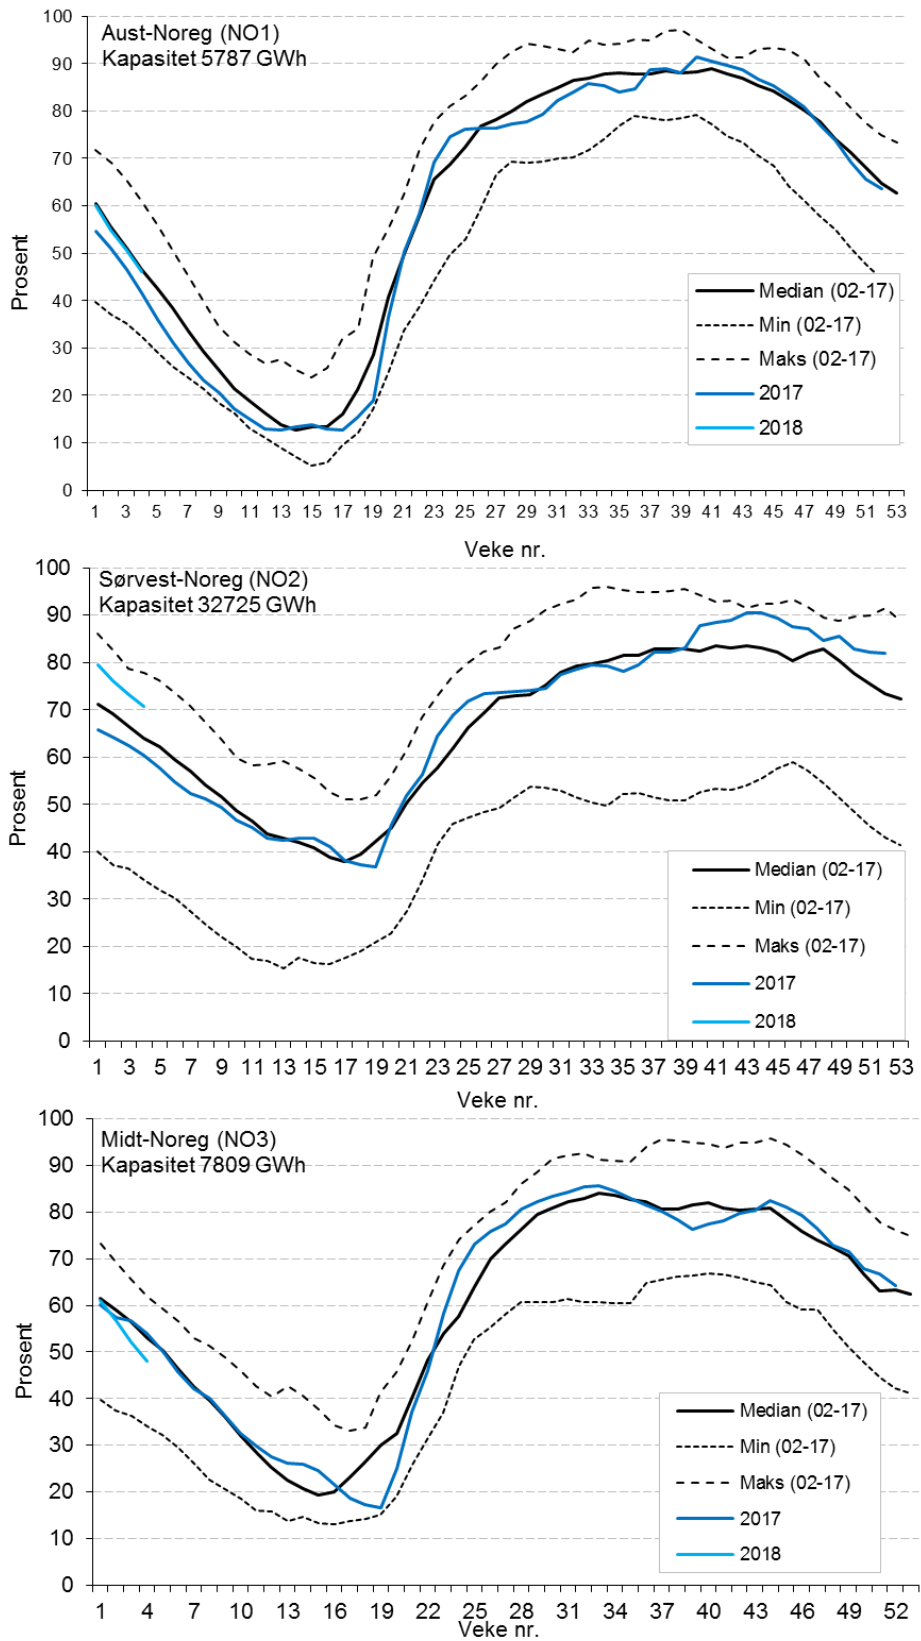 Aust-Noreg (NO1)
Kapasitet 5787 GWh
Prosent
100
90
80
70
60
50
40
30
20
10
0
Median (02-17)
Min (02-17)
Maks (02-17)
2017
2018
1 3 5 7 9 11 13 15 17 19 21 23 25 27 29 31 33 35 37 39 41 43 45 47 49 51 53
Veke nr.
Sørvest-Noreg (NO2)
Kapasitet 32725 GWh
Prosent
100
90
80
70
60
50
40
30
20
10
0
Median (02-17)
Min (02-17)
Maks (02-17)
2017
2018
1 3 5 7 9 11 13 15 17 19 21 23 25 27 29 31 33 35 37 39 41 43 45 47 49 51 53
Veke nr.
Midt-Noreg (NO3)
Kapasitet 7809 GWh
Prosent
100
90
80
70
60
50
40
30
20
10
0
Median (02-17)
Min (02-17)
Maks (02-17)
2017
2018
1 4 7 10 13 16 19 22 25 28 31 34 37 40 43 46 49 52
Veke nr.